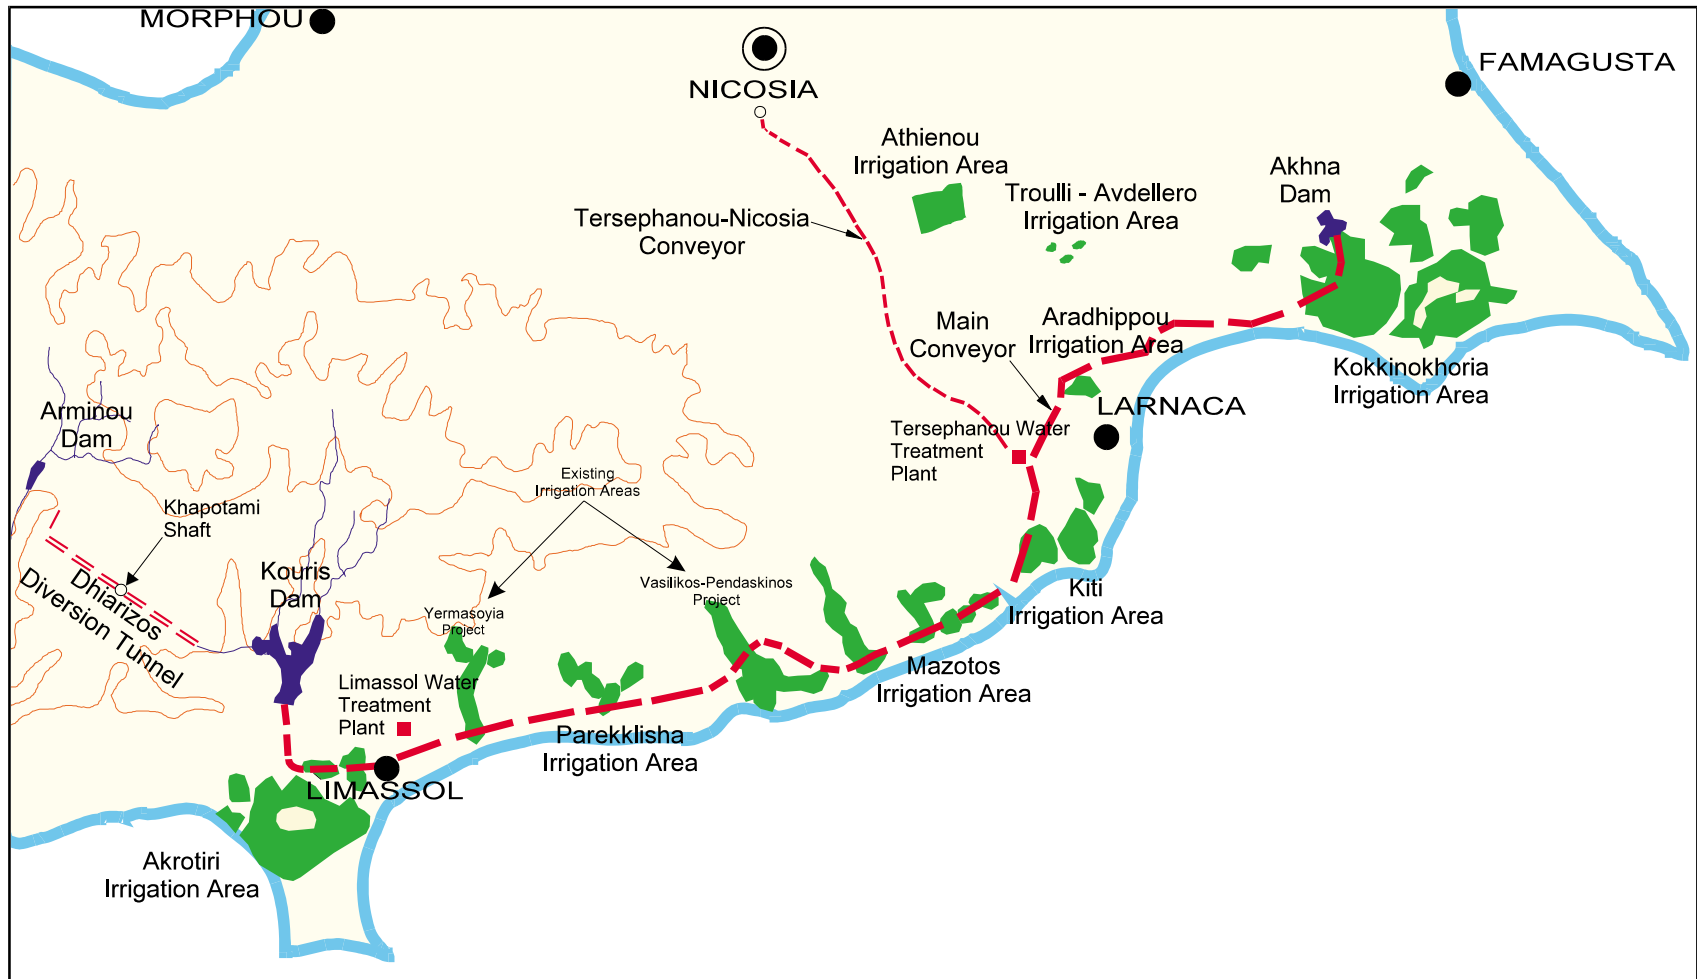 MORPHOU
NICOSIA
FAMAGUSTA
Athienou
Irrigation Area
Troulli - Avdellero
Irrigation Area
Akhna
Dam
Tersephanou-Nicosia
Conveyor
Main
Conveyor
Aradhippou
Irrigation Area
Kokkinokhoria
Irrigation Area
LARNACA
Arminou
Dam
Tersephanou Water
Treatment
Plant
Existing
Irrigation Areas
Khapotami
Shaft
Kouris
Dam
Dhiarizos
Diversion Tunnel
Vasilikos-Pendaskinos
Project
Yermasoyia
Project
Kiti
Irrigation Area
Mazotos
Irrigation Area
Limassol Water
Treatment
Plant
Parekklisha
Irrigation Area
LIMASSOL
Akrotiri
Irrigation Area